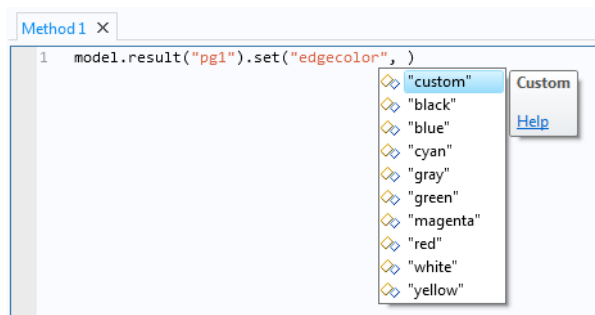 Method 1 ×
1 model.result("pg1").set("edgecolor", )
"custom"
Custom
"black"
"blue"
Help
"cyan"
"gray"
"green"
"magenta"
"red"
"white"
"yellow"